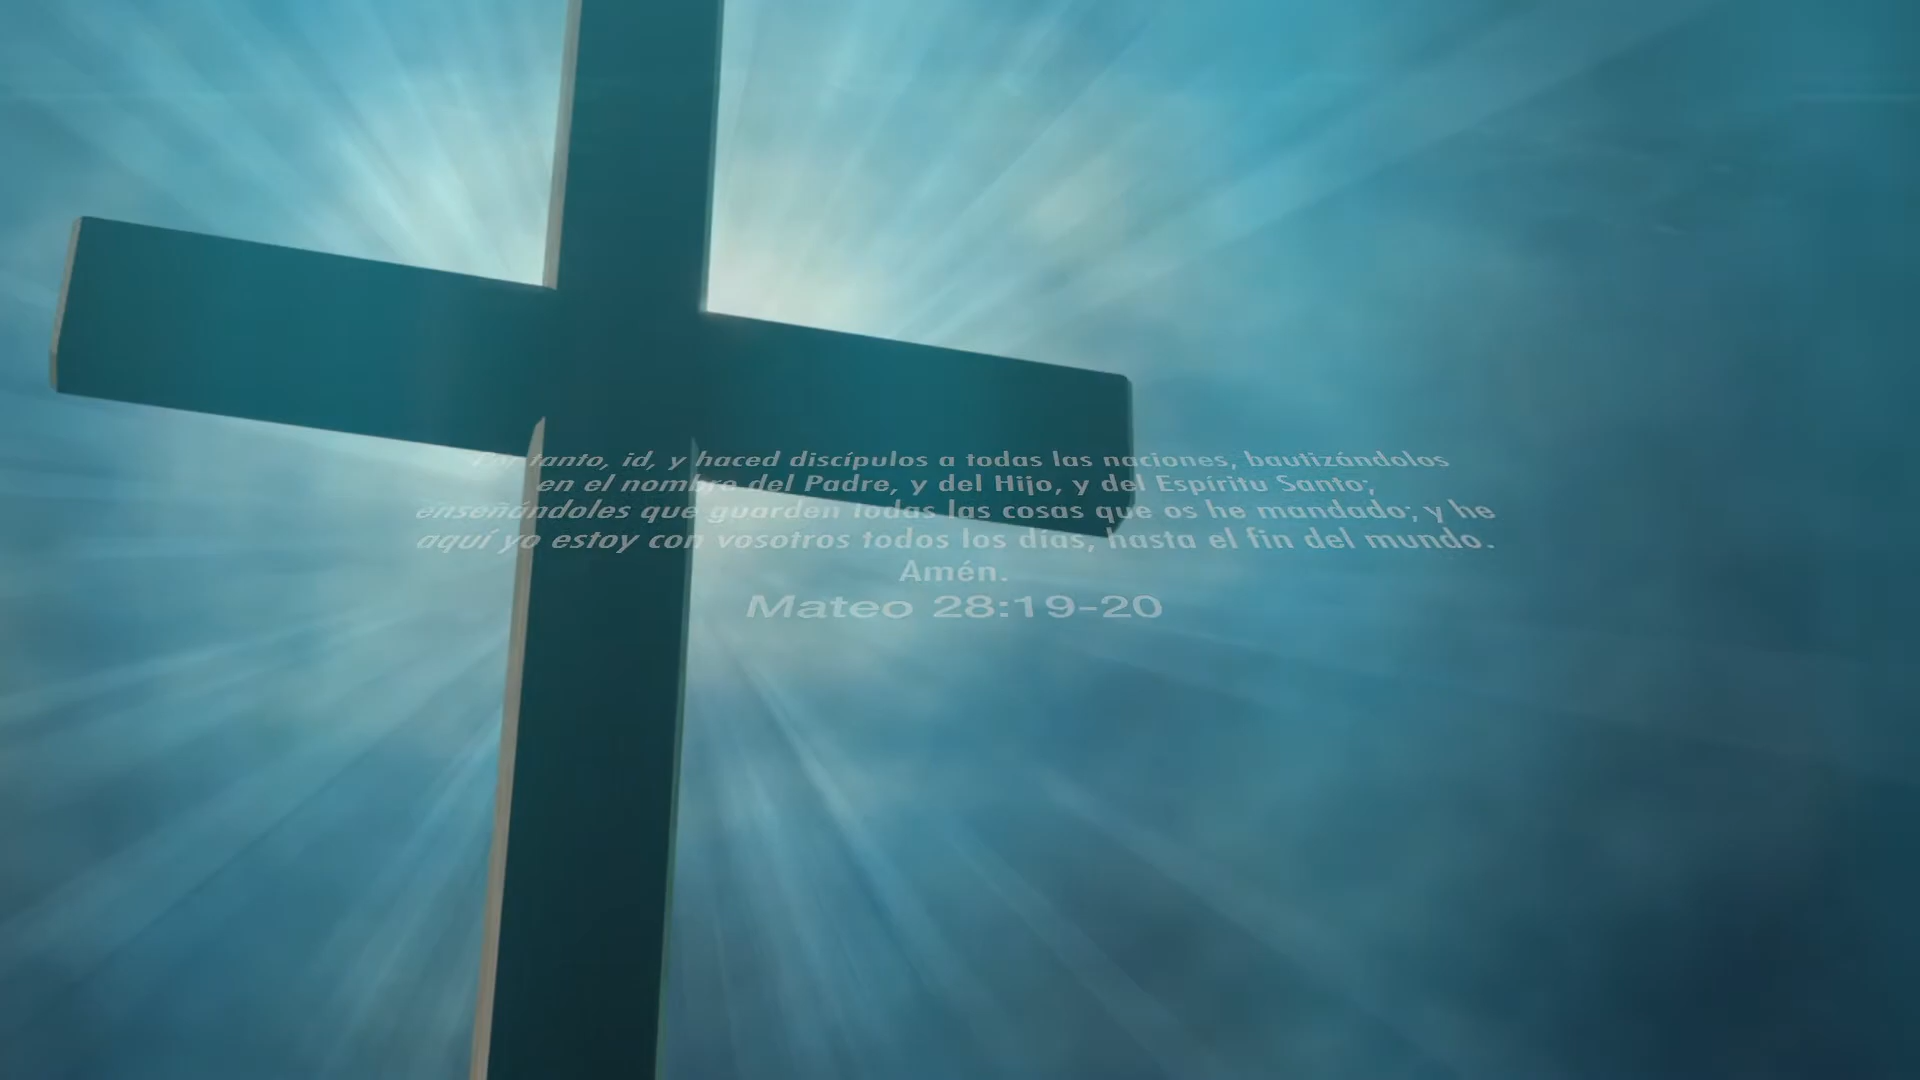 Por tanto, id, y haced discípulos a todas las naciones, bautizándolos
en el nombre del Padre, y del Hijo, y del Espíritu Santo;
enseñándoles que guarden todas las cosas que os he mandado; y he
aquí yo estoy con vosotros todos los días, hasta el fin del mundo.
Amén.
Mateo 28:19-20